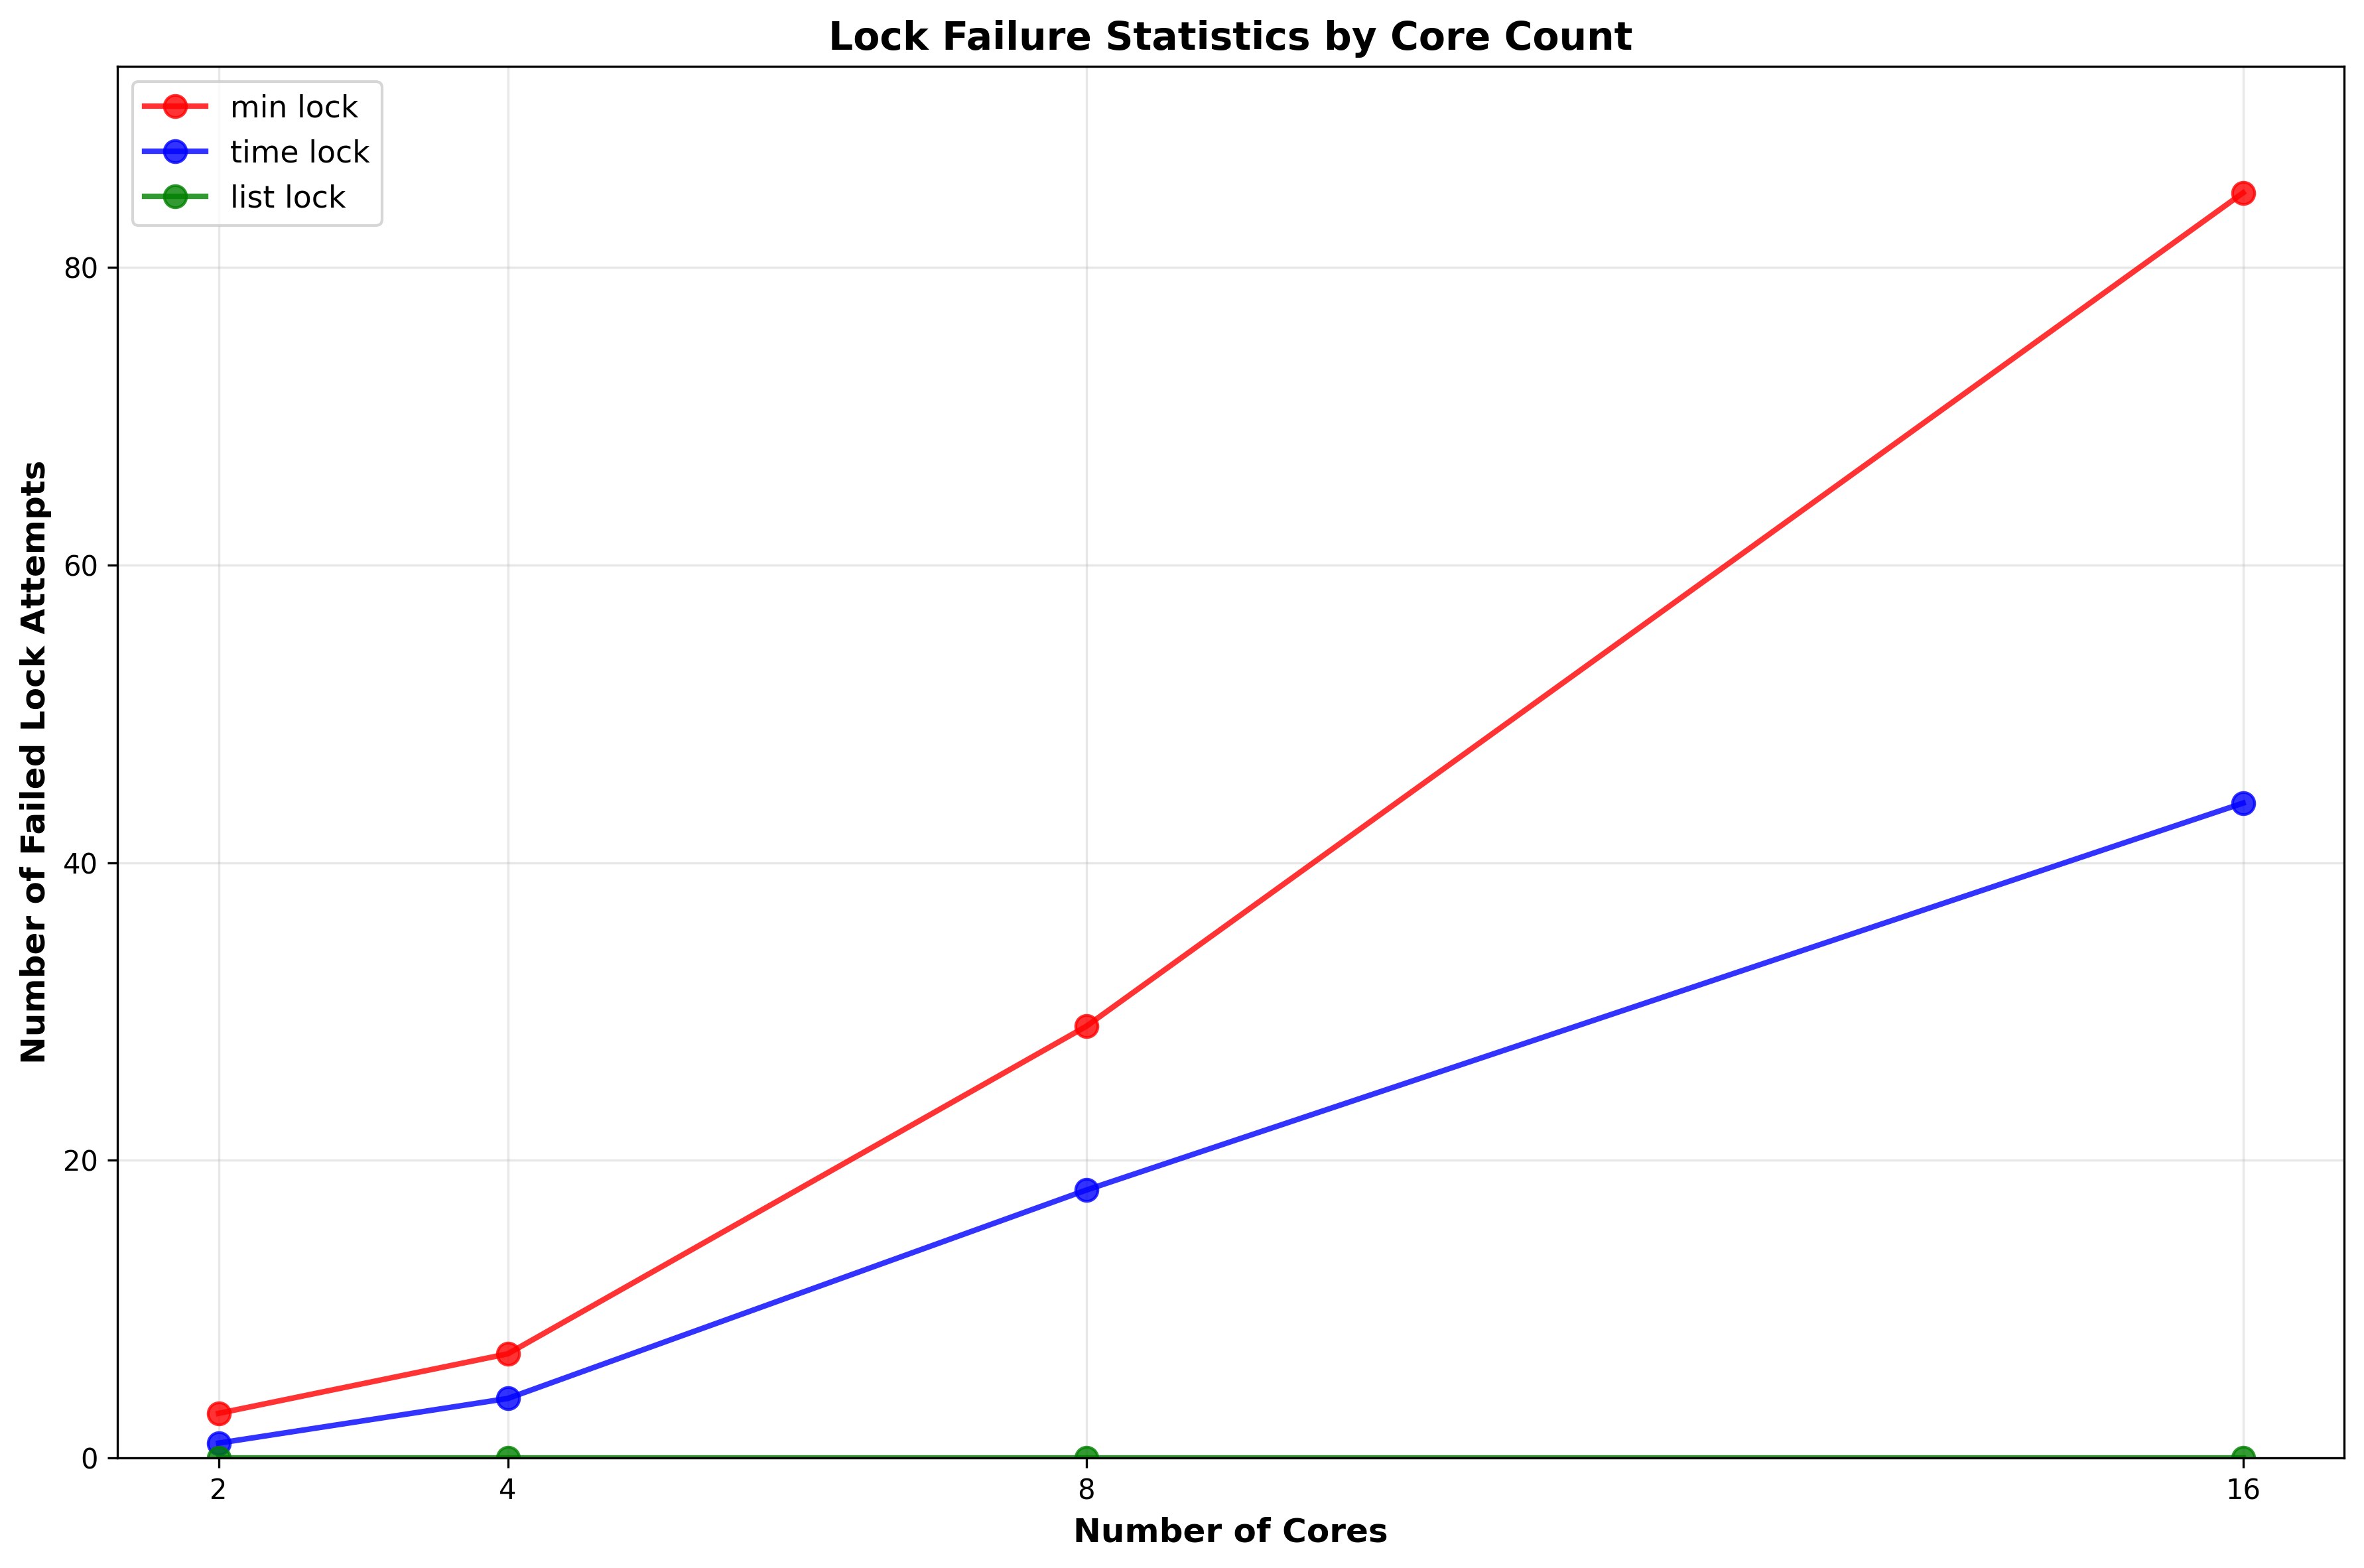 Lock Failure Statistics by Core Count
min lock
time lock
list lock
Number of Failed Lock Attempts
80
60
40
20
0
2 4 8 16
Number of Cores